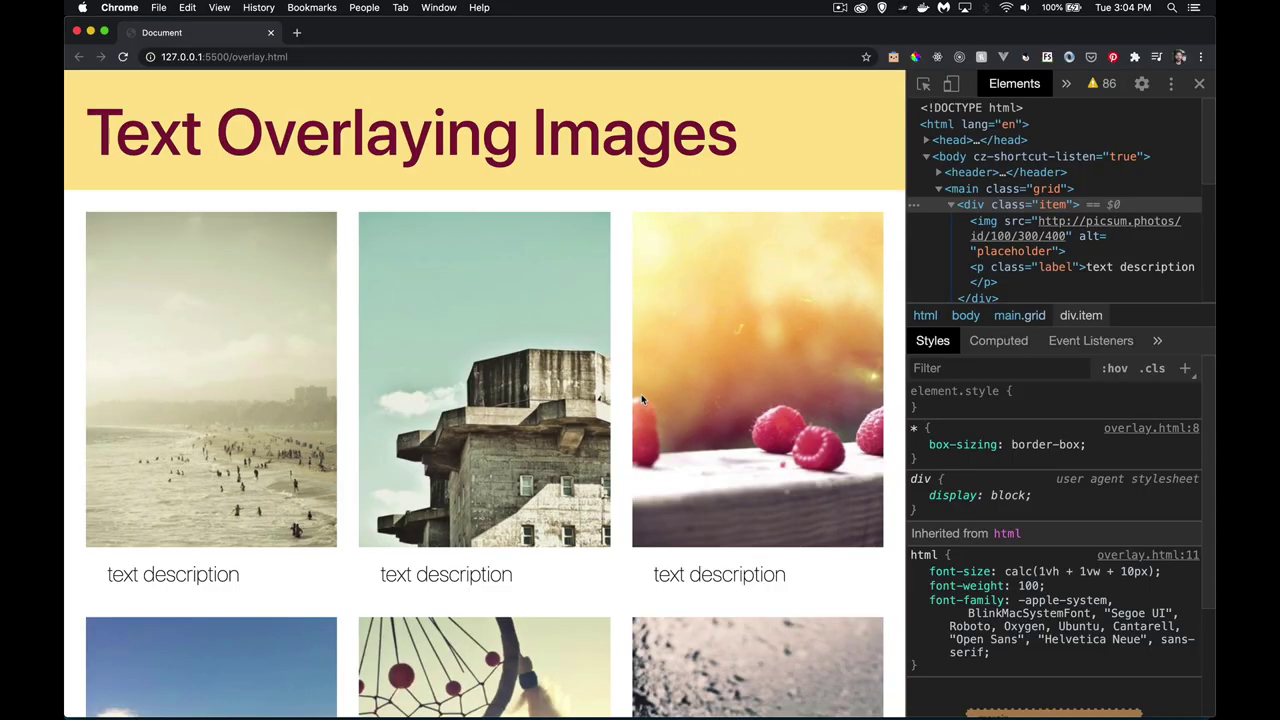 Chrome File Edit View History Bookmarks People Tab Window Help 100% Tue 3:04 PM
Document
127.0.0.1:5500/overlay.html
Text Overlaying Images
text description text description text description
Elements 86
<!DOCTYPE html>
<html lang="en">
<head>…</head>
<body cz-shortcut-listen="true">
<header>…</header>
<main class="grid">
<div class="item"> == $0
<img src="http://picsum.photos/
id/100/300/400" alt=
"placeholder">
<p class="label">text description
</p>
</div>
html body main.grid div.item
Styles Computed Event Listeners
Filter :hov .cls
element.style {
}
* { overlay.html:8
box-sizing: border-box;
}
div { user agent stylesheet
display: block;
}
Inherited from html
html { overlay.html:11
font-size: calc(1vh + 1vw + 10px);
font-weight: 100;
font-family: -apple-system,
BlinkMacSystemFont, "Segoe UI",
Roboto, Oxygen, Ubuntu, Cantarell,
"Open Sans", "Helvetica Neue", sans-
serif;
}